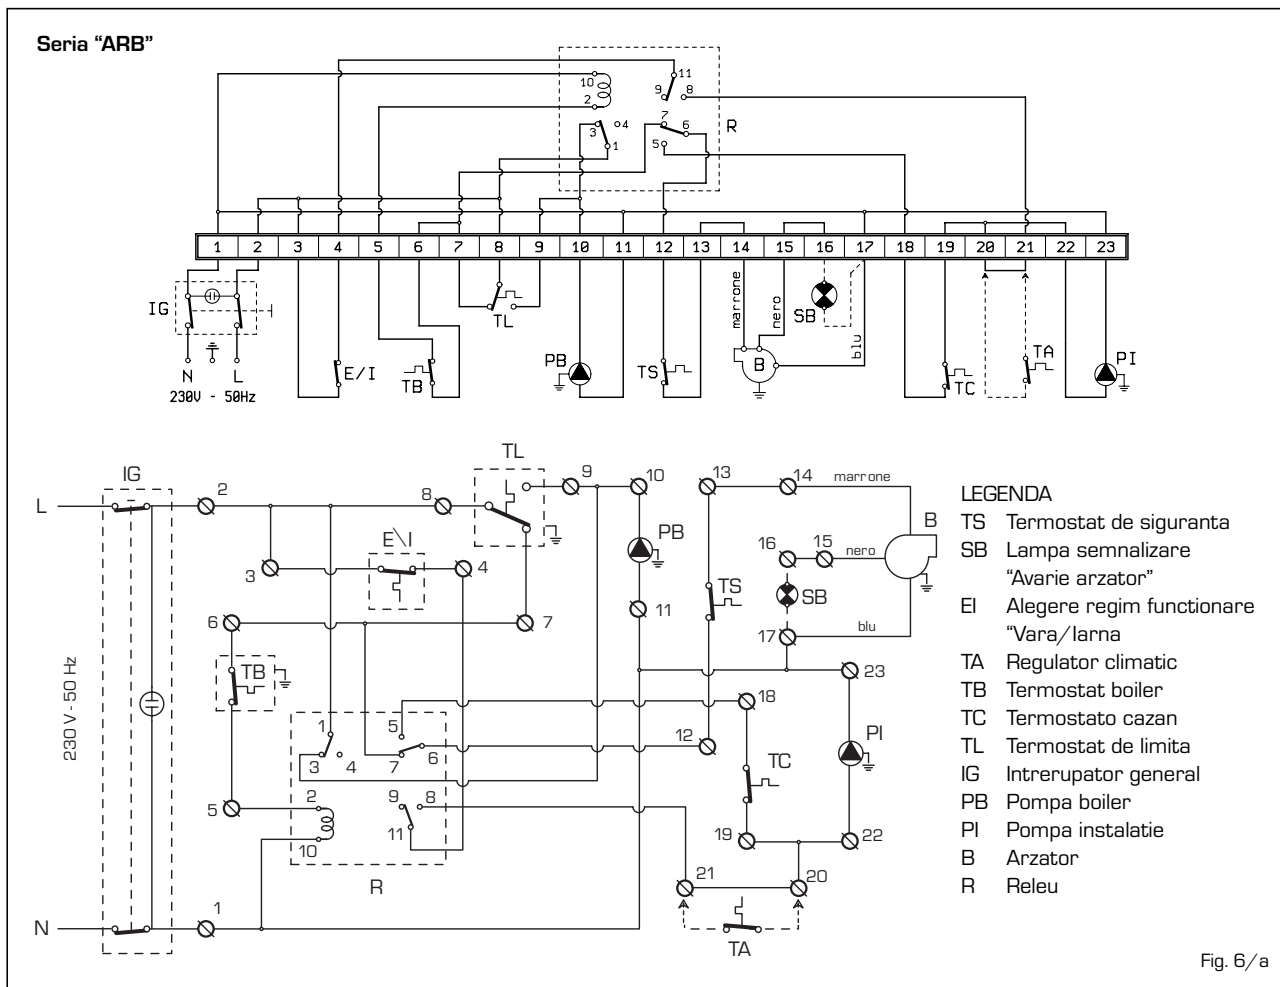 Seria “ARB”
11
10
9
8
2
7
R
3
4
6
1
5
1 2 3 4 5 6 7 8 9 10 11 12 13 14 15 16 17 18 19 20 21 22 23
marrone
nero
IG
TL
SB
blu
N
L
E/I
TB
PB
TS
B
TC
TA
PI
230V - 50Hz
TL
IG
L
2
8
9
10
13
14
marrone
LEGENDA
TS Termostat de siguranta
SB Lampa semnalizare
“Avarie arzator”
EI Alegere regim functionare
“Vara/Iarna
TA Regulator climatic
TB Termostat boiler
TC Termostato cazan
TL Termostat de limita
IG Intrerupator general
PB Pompa boiler
PI Pompa instalatie
B Arzator
R Releu
E\I
PB
B
3
4
16
15
nero
TS
SB
6
7
11
17
blu
TB
23
230 V - 50 Hz
18
1
5
3
4
7
6
12
PI
TC
5
2
9
8
11
10
19
22
R
21
20
N
1
TA
Fig. 6/a